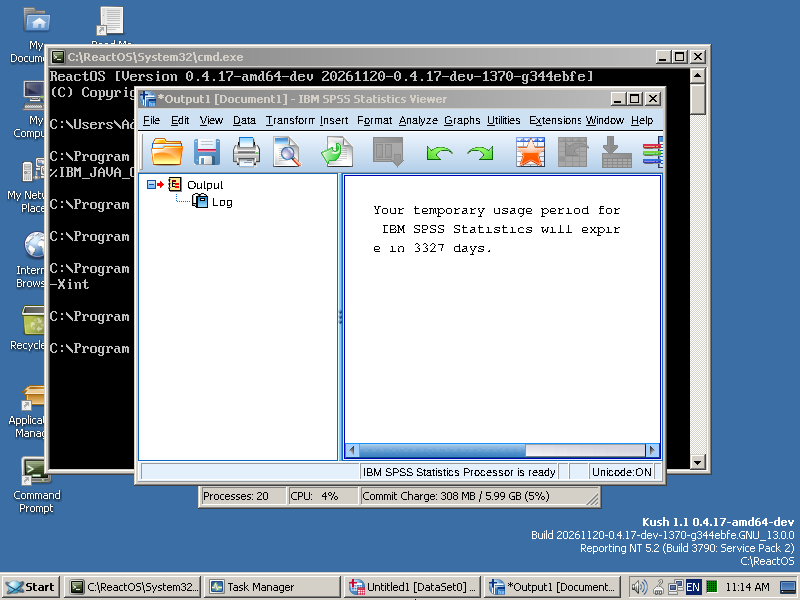 My
Docum
Read Me
My
Compu
My Netw
Place
Intern
Brows
Recycle
Applicat
Manag
Command
Prompt
C:\ReactOS\System32\cmd.exe
ReactOS [Version 0.4.17-amd64-dev 20261120-0.4.17-dev-1370-g344ebfe]
(C) Copyrig
C:\Users\Ad
C:\Program
%IBM_JAVA_O
C:\Program
C:\Program
C:\Program
-Xint
C:\Program
C:\Program
*Output1 [Document1] - IBM SPSS Statistics Viewer
File Edit View Data Transform Insert Format Analyze Graphs Utilities Extensions Window Help
Output
Log
Your temporary usage period for
IBM SPSS Statistics will expir
e in 3327 days.
IBM SPSS Statistics Processor is ready
Unicode:ON
Processes: 20 CPU: 4% Commit Charge: 308 MB / 5.99 GB (5%)
Kush 1.1 0.4.17-amd64-dev
Build 20261120-0.4.17-dev-1370-g344ebfe.GNU_13.0.0
Reporting NT 5.2 (Build 3790: Service Pack 2)
C:\ReactOS
Start C:\ReactOS\System32... Task Manager Untitled1 [DataSet0] ... *Output1 [Document... EN 11:14 AM